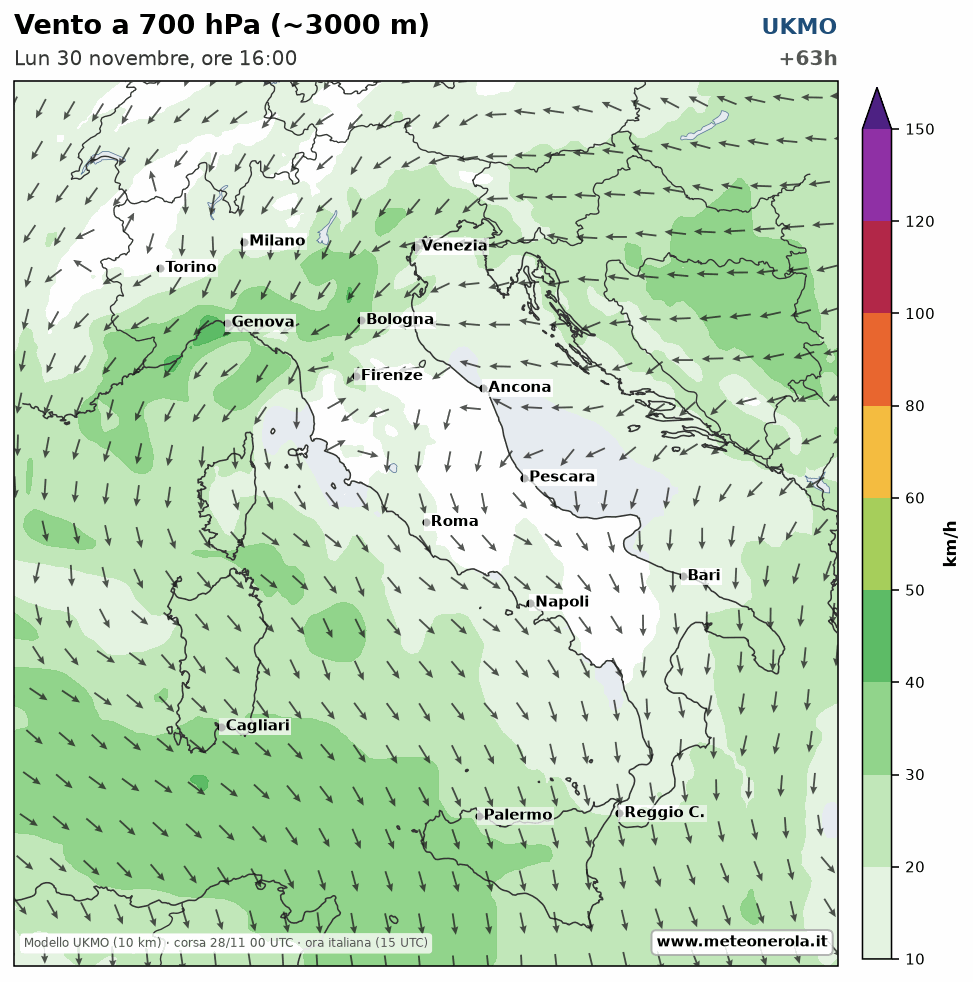 Vento a 700 hPa (~3000 m)
UKMO
Lun 30 novembre, ore 16:00
+63h
150
120
100
80
60
50
40
30
20
10
km/h
Milano
Venezia
Torino
Genova
Bologna
Firenze
Ancona
Pescara
Roma
Bari
Napoli
Cagliari
Palermo
Reggio C.
Modello UKMO (10 km) · corsa 28/11 00 UTC · ora italiana (15 UTC)
www.meteonerola.it